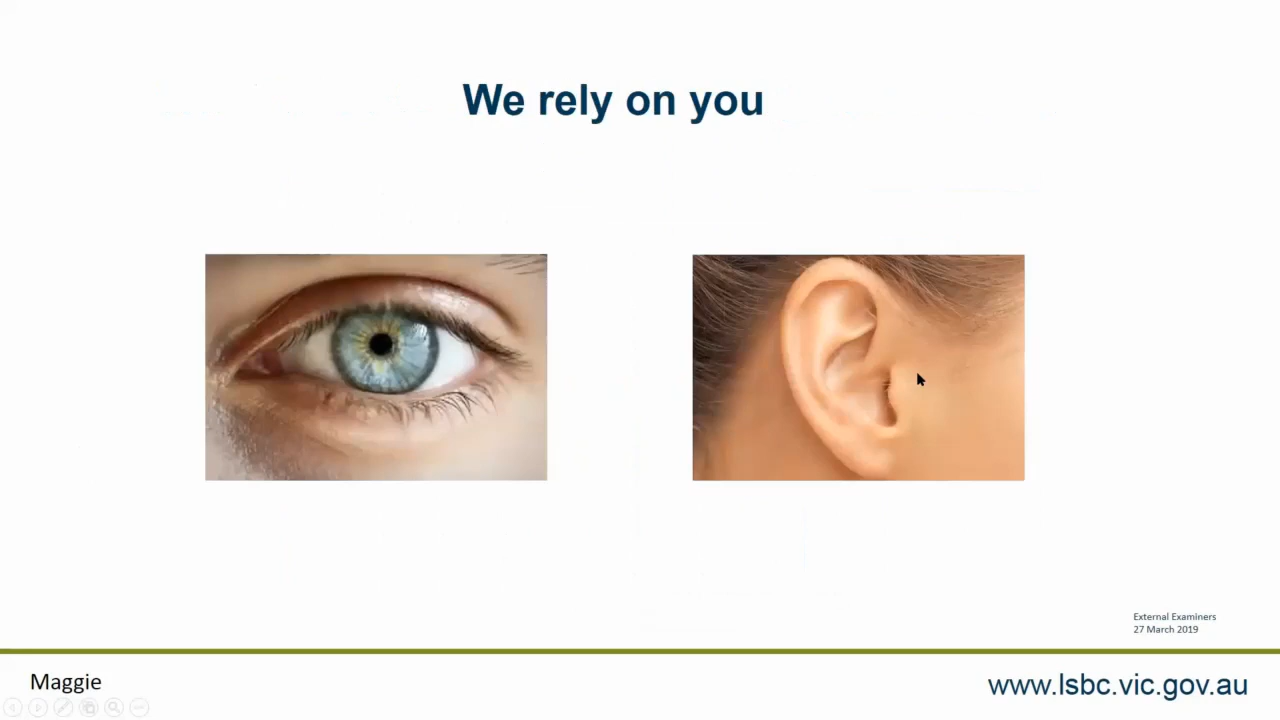 We rely on you
External Examiners
27 March 2019
Maggie
www.lsbc.vic.gov.au